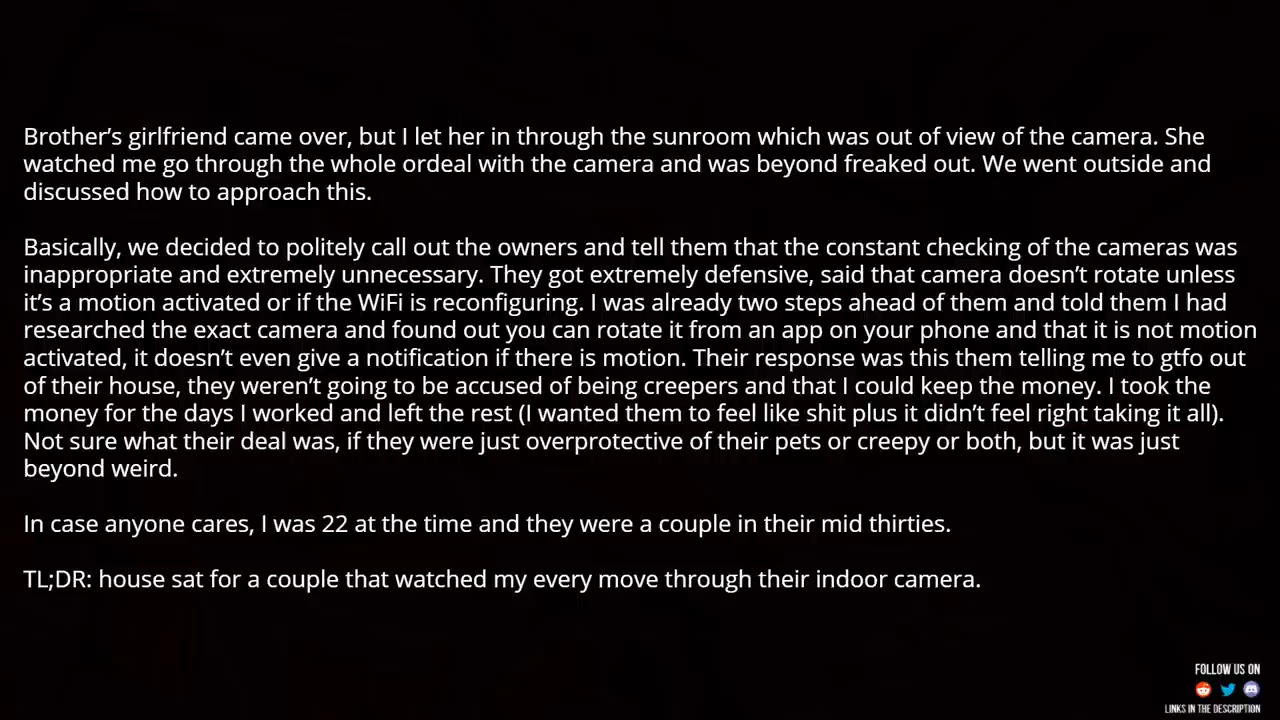 Brother’s girlfriend came over, but I let her in through the sunroom which was out of view of the camera. She
watched me go through the whole ordeal with the camera and was beyond freaked out. We went outside and
discussed how to approach this.
Basically, we decided to politely call out the owners and tell them that the constant checking of the cameras was
inappropriate and extremely unnecessary. They got extremely defensive, said that camera doesn’t rotate unless
it’s a motion activated or if the WiFi is reconfiguring. I was already two steps ahead of them and told them I had
researched the exact camera and found out you can rotate it from an app on your phone and that it is not motion
activated, it doesn’t even give a notification if there is motion. Their response was this them telling me to gtfo out
of their house, they weren’t going to be accused of being creepers and that I could keep the money. I took the
money for the days I worked and left the rest (I wanted them to feel like shit plus it didn’t feel right taking it all).
Not sure what their deal was, if they were just overprotective of their pets or creepy or both, but it was just
beyond weird.
In case anyone cares, I was 22 at the time and they were a couple in their mid thirties.
TL;DR: house sat for a couple that watched my every move through their indoor camera.
FOLLOW US ON
LINKS IN THE DESCRIPTION